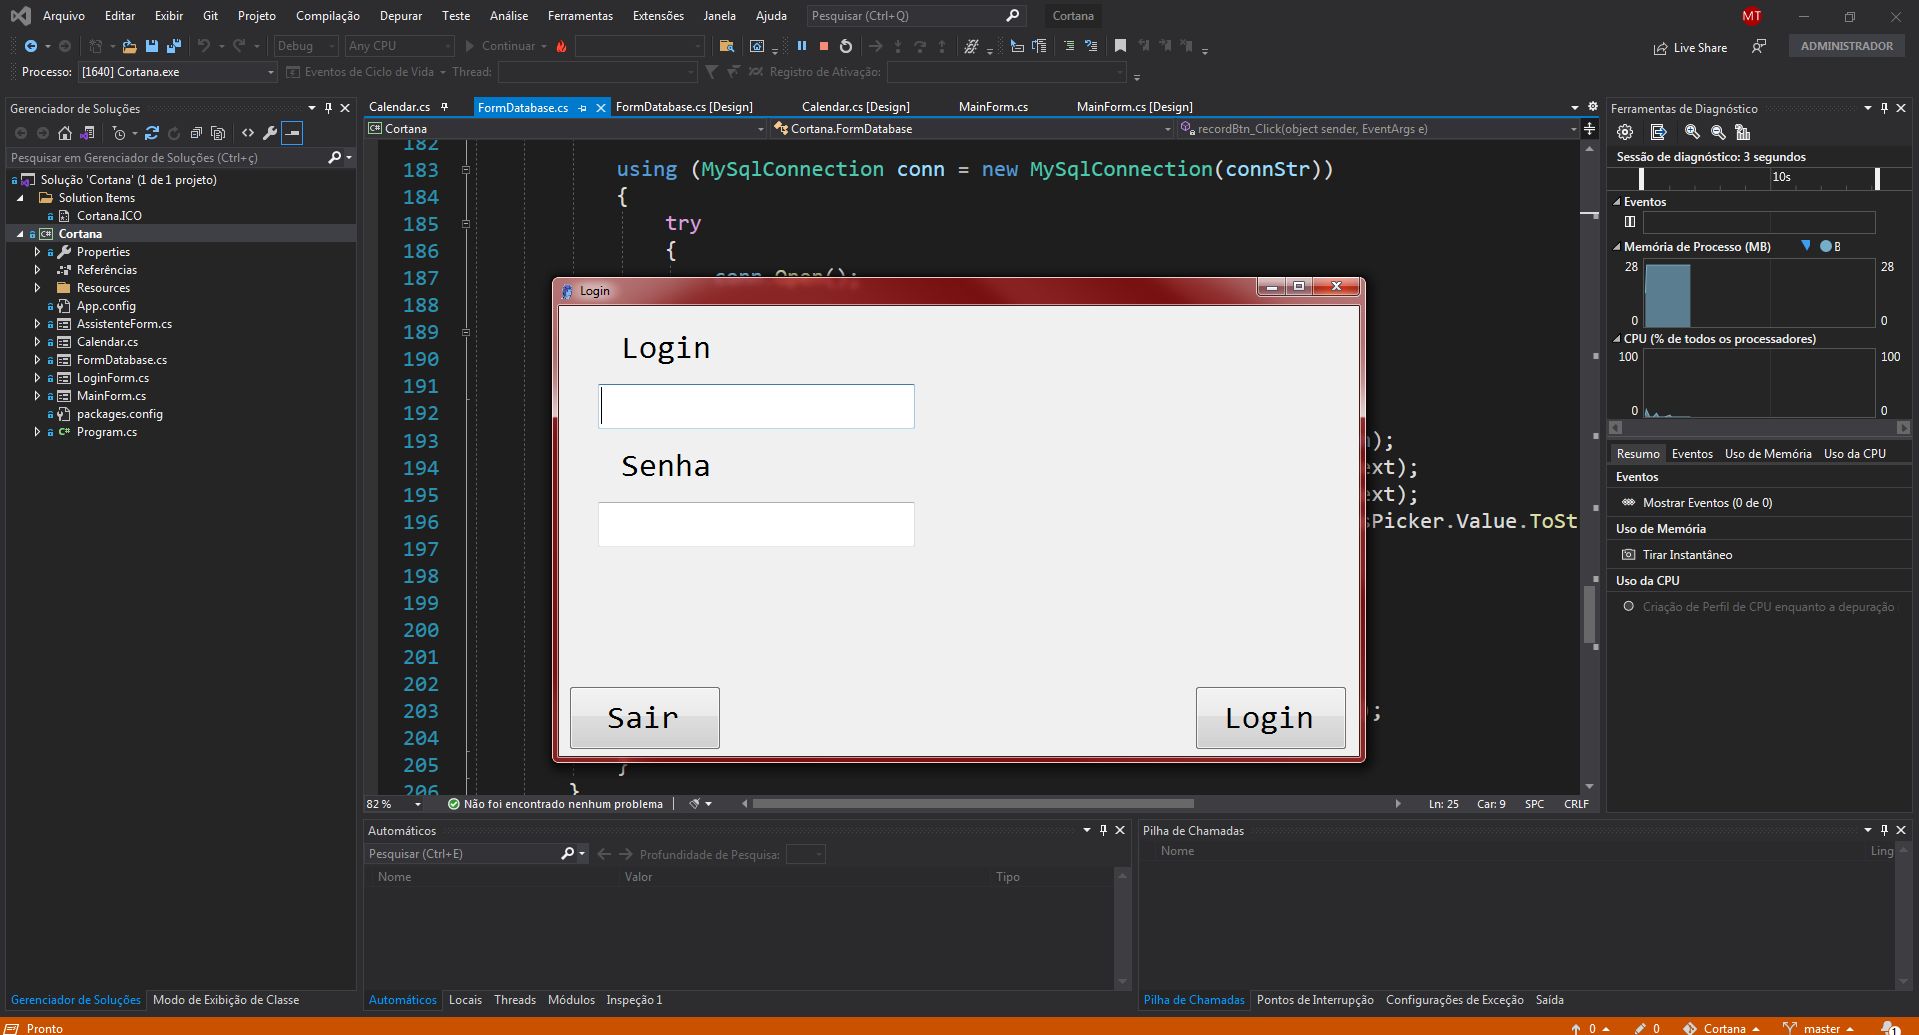 Arquivo Editar Exibir Git Projeto Compilação Depurar Teste Análise Ferramentas Extensões Janela Ajuda Pesquisar (Ctrl+Q) Cortana MT
Debug Any CPU Continuar Live Share ADMINISTRADOR
Processo: [1640] Cortana.exe Eventos de Ciclo de Vida Thread: Registro de Ativação:
Gerenciador de Soluções
Pesquisar em Gerenciador de Soluções (Ctrl+ç)
Solução 'Cortana' (1 de 1 projeto)
Solution Items
Cortana.ICO
Cortana
Properties
Referências
Resources
App.config
AssistenteForm.cs
Calendar.cs
FormDatabase.cs
LoginForm.cs
MainForm.cs
packages.config
Program.cs
Gerenciador de Soluções Modo de Exibição de Classe
Calendar.cs FormDatabase.cs FormDatabase.cs [Design] Calendar.cs [Design] MainForm.cs MainForm.cs [Design]
Cortana Cortana.FormDatabase recordBtn_Click(object sender, EventArgs e)
182
183 using (MySqlConnection conn = new MySqlConnection(connStr))
184 {
185 try
186 {
187 conn.Open();
188
189
190
191
192
193 );
194 ext);
195 ext);
196 sPicker.Value.ToSt
197
198
199
200
201
202
203 );
204
205 }
206 }
Login
Login
Senha
Sair Login
82 % Não foi encontrado nenhum problema Ln: 25 Car: 9 SPC CRLF
Automáticos
Pesquisar (Ctrl+E) Profundidade de Pesquisa:
Nome Valor Tipo
Automáticos Locais Threads Módulos Inspeção 1
Pilha de Chamadas
Nome Ling
Pilha de Chamadas Pontos de Interrupção Configurações de Exceção Saída
Ferramentas de Diagnóstico
Sessão de diagnóstico: 3 segundos
10s
Eventos
Memória de Processo (MB) B
28 28
0 0
CPU (% de todos os processadores)
100 100
0 0
Resumo Eventos Uso de Memória Uso da CPU
Eventos
Mostrar Eventos (0 de 0)
Uso de Memória
Tirar Instantâneo
Uso da CPU
Criação de Perfil de CPU enquanto a depuração
Pronto 0 0 Cortana master 1